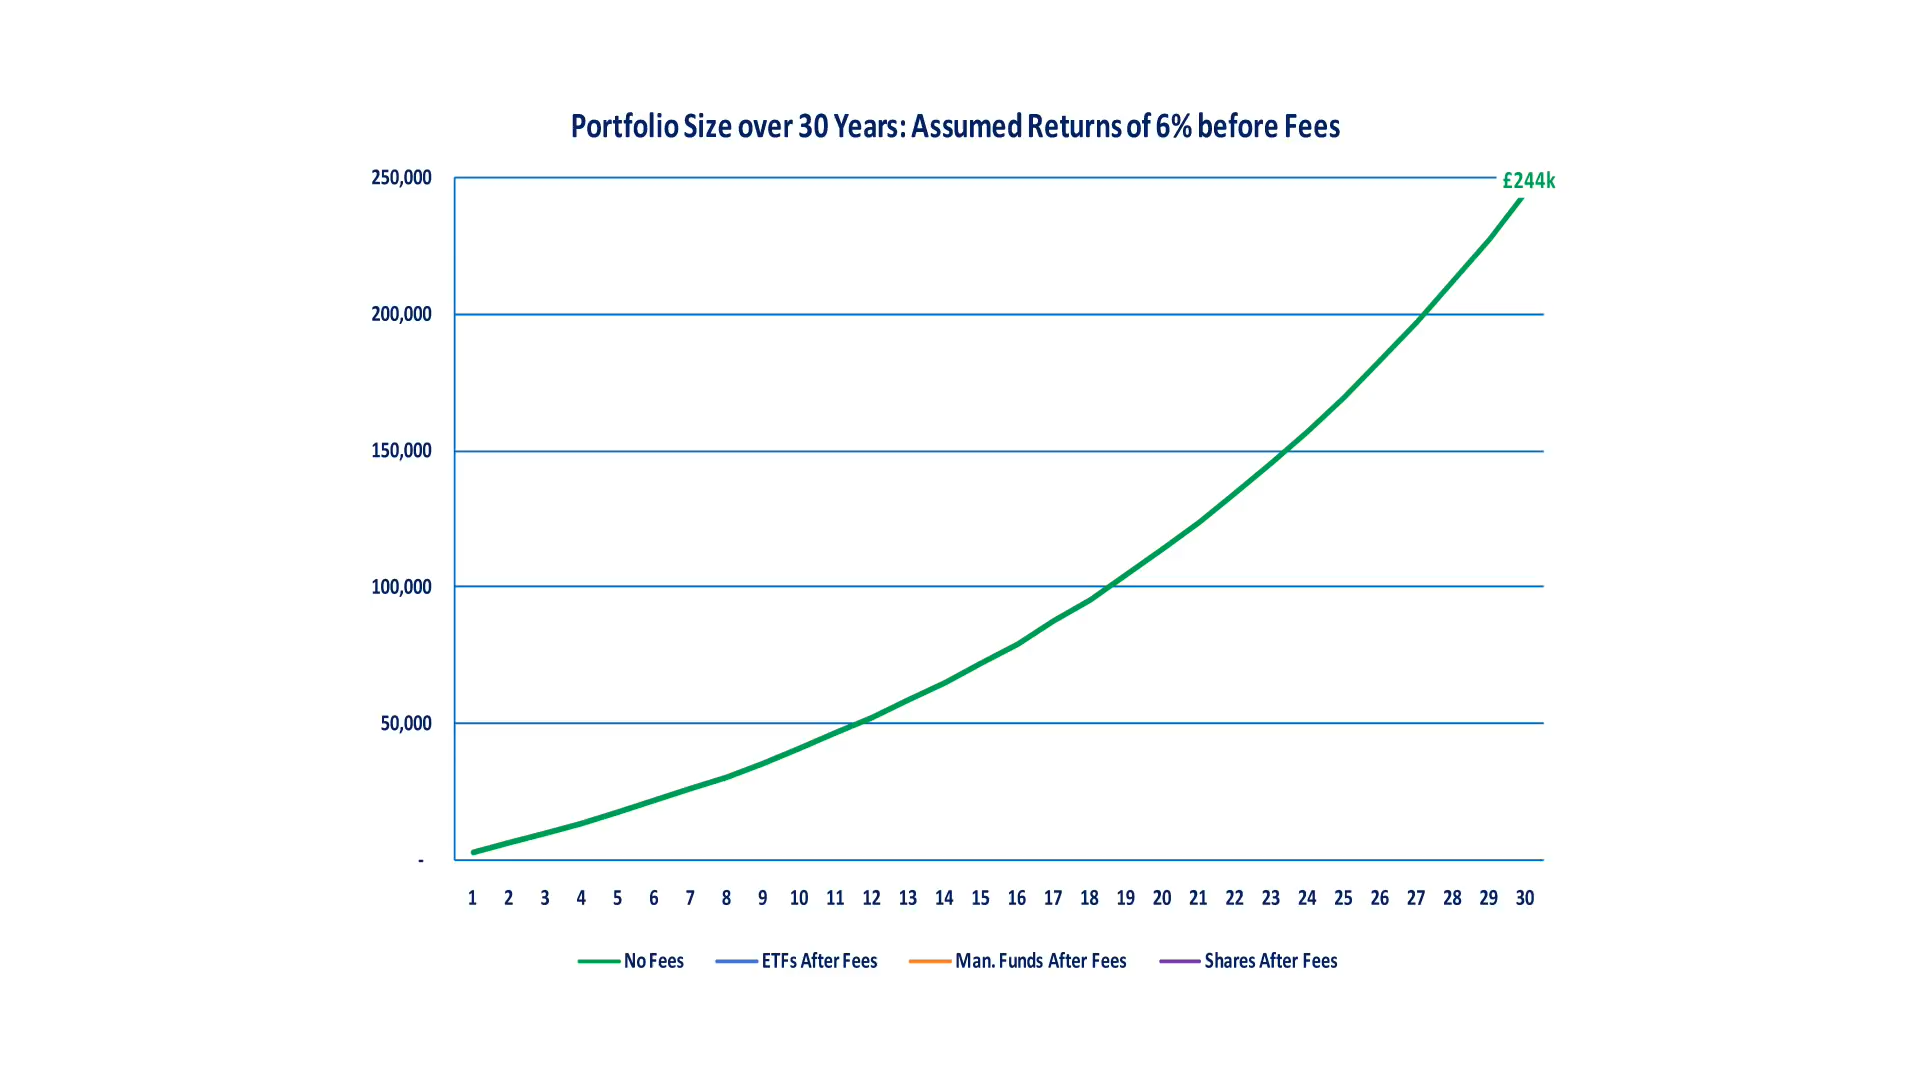 Portfolio Size over 30 Years: Assumed Returns of 6% before Fees
250,000
£244k
200,000
150,000
100,000
50,000
-
1 2 3 4 5 6 7 8 9 10 11 12 13 14 15 16 17 18 19 20 21 22 23 24 25 26 27 28 29 30
No Fees ETFs After Fees Man. Funds After Fees Shares After Fees